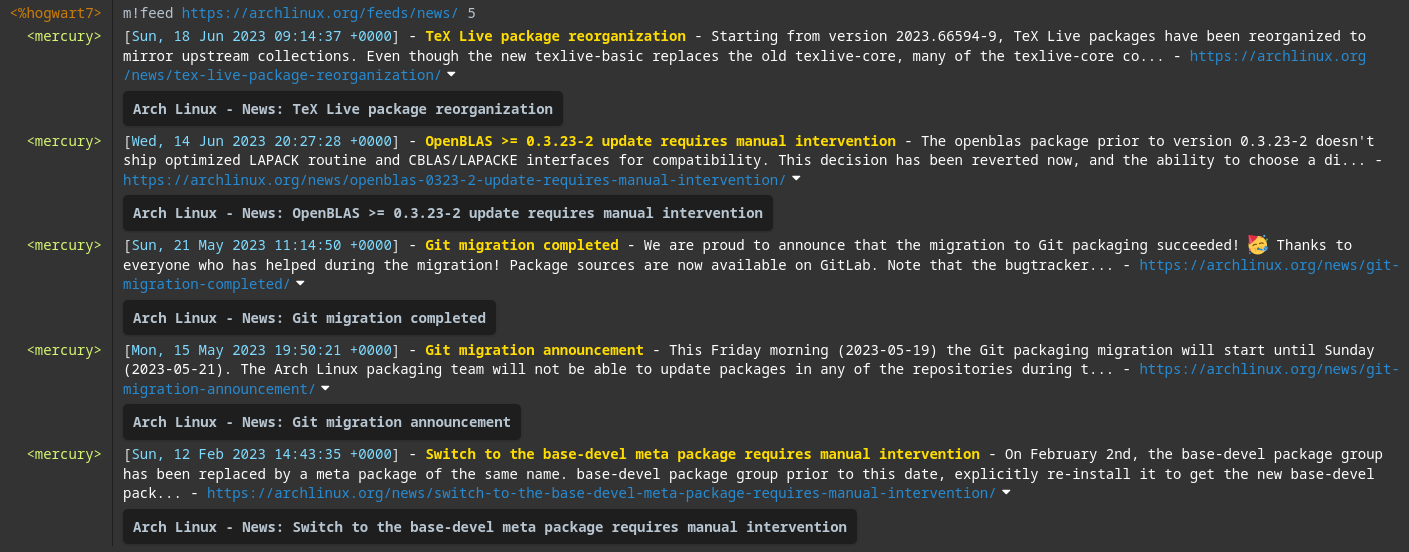 <%hogwart7> m!feed https://archlinux.org/feeds/news/ 5
<mercury> [Sun, 18 Jun 2023 09:14:37 +0000] - TeX Live package reorganization - Starting from version 2023.66594-9, TeX Live packages have been reorganized to
mirror upstream collections. Even though the new texlive-basic replaces the old texlive-core, many of the texlive-core co... - https://archlinux.org
/news/tex-live-package-reorganization/
Arch Linux - News: TeX Live package reorganization
<mercury> [Wed, 14 Jun 2023 20:27:28 +0000] - OpenBLAS >= 0.3.23-2 update requires manual intervention - The openblas package prior to version 0.3.23-2 doesn't
ship optimized LAPACK routine and CBLAS/LAPACKE interfaces for compatibility. This decision has been reverted now, and the ability to choose a di... -
https://archlinux.org/news/openblas-0323-2-update-requires-manual-intervention/
Arch Linux - News: OpenBLAS >= 0.3.23-2 update requires manual intervention
<mercury> [Sun, 21 May 2023 11:14:50 +0000] - Git migration completed - We are proud to announce that the migration to Git packaging succeeded! 🥳 Thanks to
everyone who has helped during the migration! Package sources are now available on GitLab. Note that the bugtracker... - https://archlinux.org/news/git-
migration-completed/
Arch Linux - News: Git migration completed
<mercury> [Mon, 15 May 2023 19:50:21 +0000] - Git migration announcement - This Friday morning (2023-05-19) the Git packaging migration will start until Sunday
(2023-05-21). The Arch Linux packaging team will not be able to update packages in any of the repositories during t... - https://archlinux.org/news/git-
migration-announcement/
Arch Linux - News: Git migration announcement
<mercury> [Sun, 12 Feb 2023 14:43:35 +0000] - Switch to the base-devel meta package requires manual intervention - On February 2nd, the base-devel package group
has been replaced by a meta package of the same name. base-devel package group prior to this date, explicitly re-install it to get the new base-devel
pack... - https://archlinux.org/news/switch-to-the-base-devel-meta-package-requires-manual-intervention/
Arch Linux - News: Switch to the base-devel meta package requires manual intervention